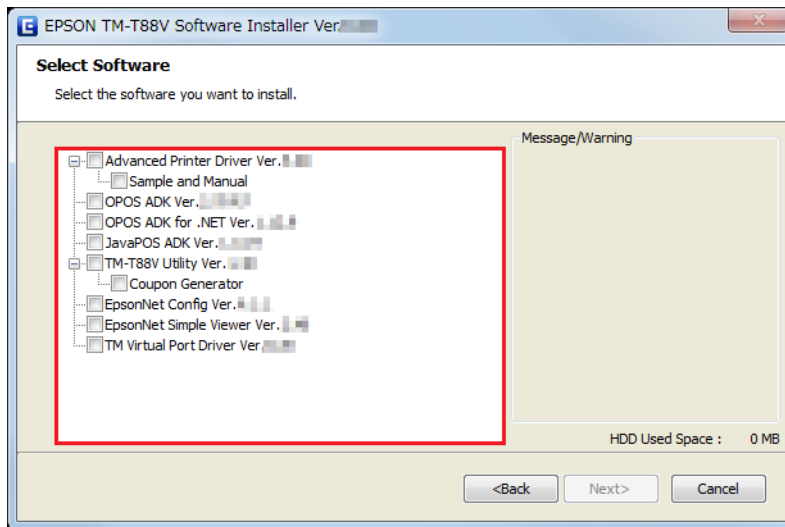 EPSON TM-T88V Software Installer Ver.
Select Software
Select the software you want to install.
Message/Warning
Advanced Printer Driver Ver.
Sample and Manual
OPOS ADK Ver.
OPOS ADK for .NET Ver.
JavaPOS ADK Ver.
TM-T88V Utility Ver.
Coupon Generator
EpsonNet Config Ver.
EpsonNet Simple Viewer Ver.
TM Virtual Port Driver Ver.
HDD Used Space : 0 MB
<Back Next> Cancel